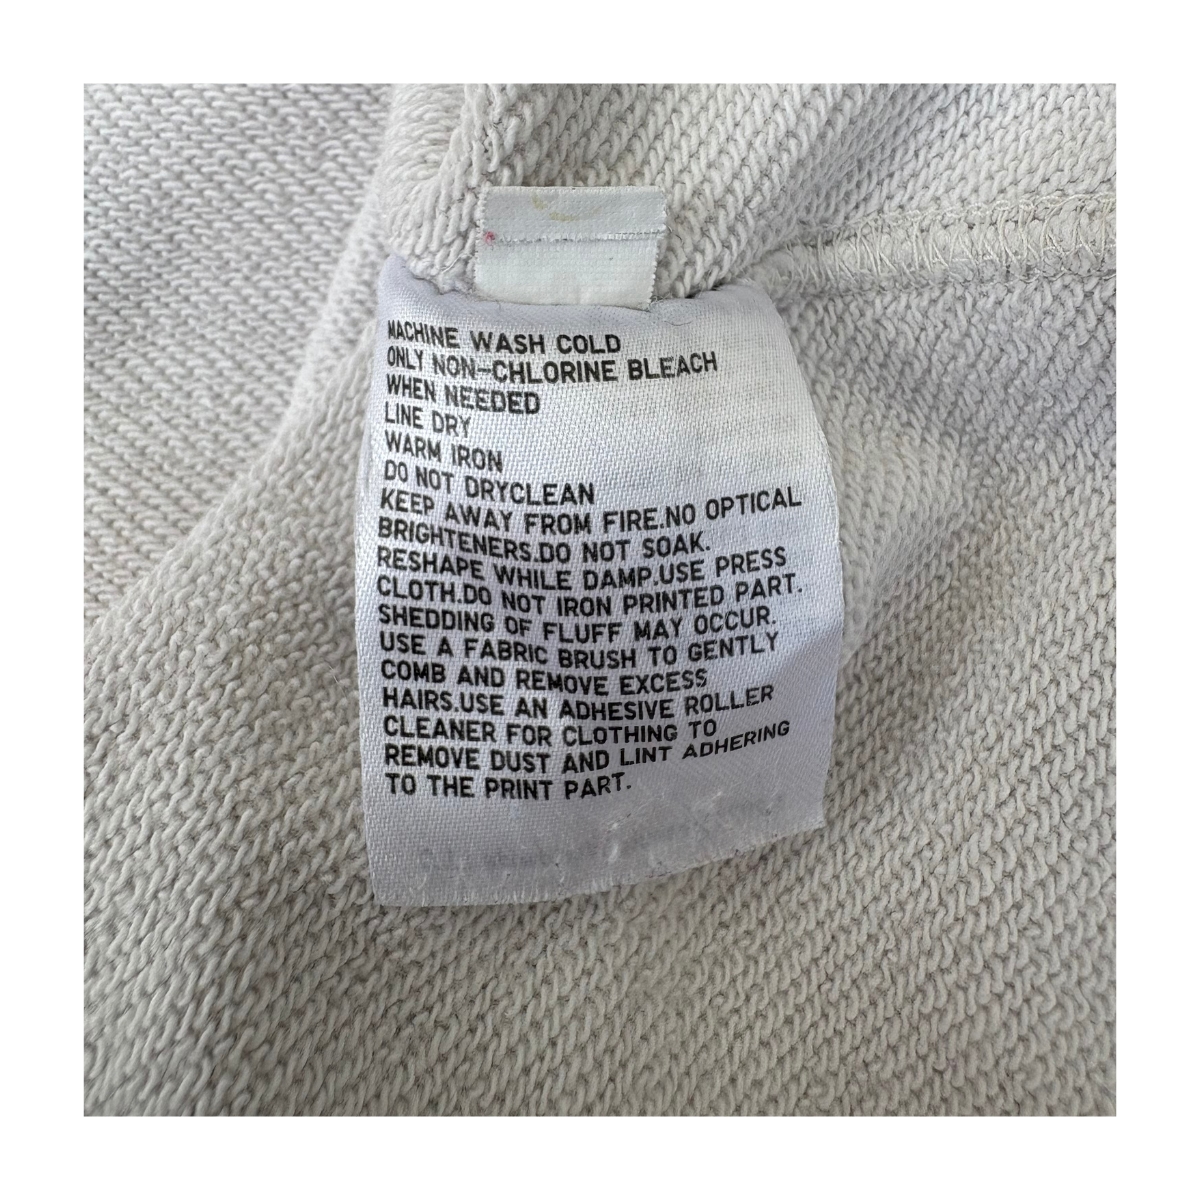 MACHINE WASH COLD
ONLY NON-CHLORINE BLEACH
WHEN NEEDED
LINE DRY
WARM IRON
DO NOT DRYCLEAN
KEEP AWAY FROM FIRE.NO OPTICAL
BRIGHTENERS.DO NOT SOAK.
RESHAPE WHILE DAMP.USE PRESS
CLOTH.DO NOT IRON PRINTED PART.
SHEDDING OF FLUFF MAY OCCUR.
USE A FABRIC BRUSH TO GENTLY
COMB AND REMOVE EXCESS
HAIRS.USE AN ADHESIVE ROLLER
CLEANER FOR CLOTHING TO
REMOVE DUST AND LINT ADHERING
TO THE PRINT PART.